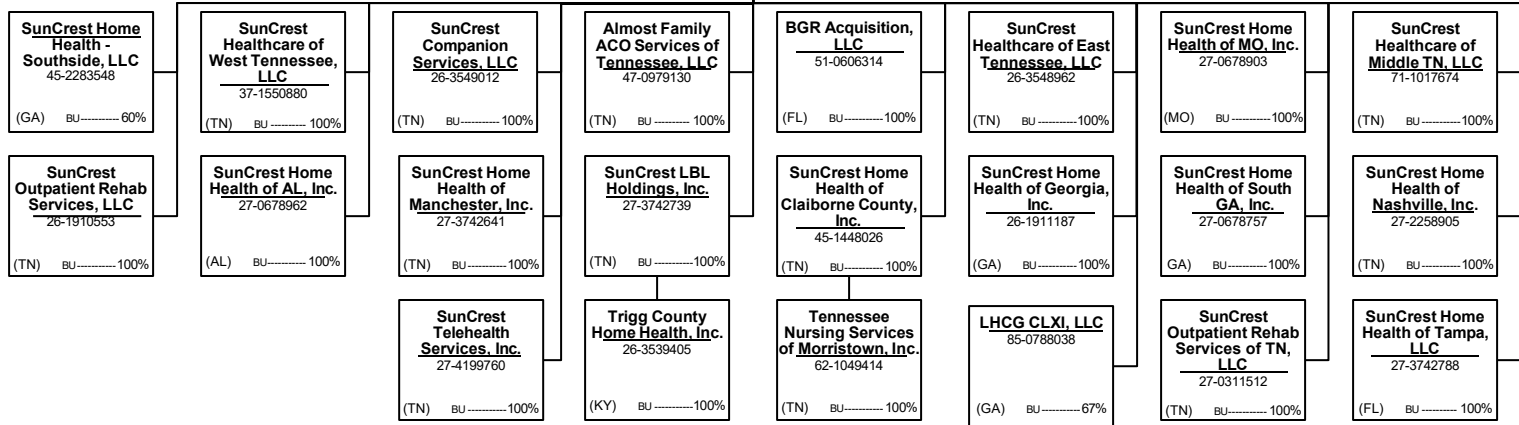 SunCrest Home
Health -
Southside, LLC
45-2283548
(GA) BU----------- 60%
SunCrest
Healthcare of
West Tennessee,
LLC
37-1550880
(TN) BU ---------- 100%
SunCrest
Companion
Services, LLC
26-3549012
(TN) BU-----------100%
Almost Family
ACO Services of
Tennessee, LLC
47-0979130
(TN) BU ---------- 100%
BGR Acquisition,
LLC
51-0606314
(FL) BU-----------100%
SunCrest
Healthcare of East
Tennessee, LLC
26-3548962
(TN) BU-----------100%
SunCrest Home
Health of MO, Inc.
27-0678903
(MO) BU -----------100%
SunCrest
Healthcare of
Middle TN, LLC
71-1017674
(TN) BU-----------100%
SunCrest
Outpatient Rehab
Services, LLC
26-1910553
(TN) BU-----------100%
SunCrest Home
Health of AL, Inc.
27-0678962
(AL) BU-----------100%
SunCrest Home
Health of
Manchester, Inc.
27-3742641
(TN) BU-----------100%
SunCrest LBL
Holdings, Inc.
27-3742739
(TN) BU-----------100%
SunCrest Home
Health of
Claiborne County,
Inc.
45-1448026
(TN) BU-----------100%
SunCrest Home
Health of Georgia,
Inc.
26-1911187
(GA) BU-----------100%
SunCrest Home
Health of South
GA, Inc.
27-0678757
GA) BU-----------100%
SunCrest Home
Health of
Nashville, Inc.
27-2258905
(TN) BU-----------100%
SunCrest
Telehealth
Services, Inc.
27-4199760
(TN) BU -----------100%
Trigg County
Home Health, Inc.
26-3539405
(KY) BU -----------100%
Tennessee
Nursing Services
of Morristown, Inc.
62-1049414
(TN) BU-----------100%
LHCG CLXI, LLC
85-0788038
(GA) BU-----------67%
SunCrest
Outpatient Rehab
Services of TN,
LLC
27-0311512
(TN) BU-----------100%
SunCrest Home
Health of Tampa,
LLC
27-3742788
(FL) BU ---------- 100%